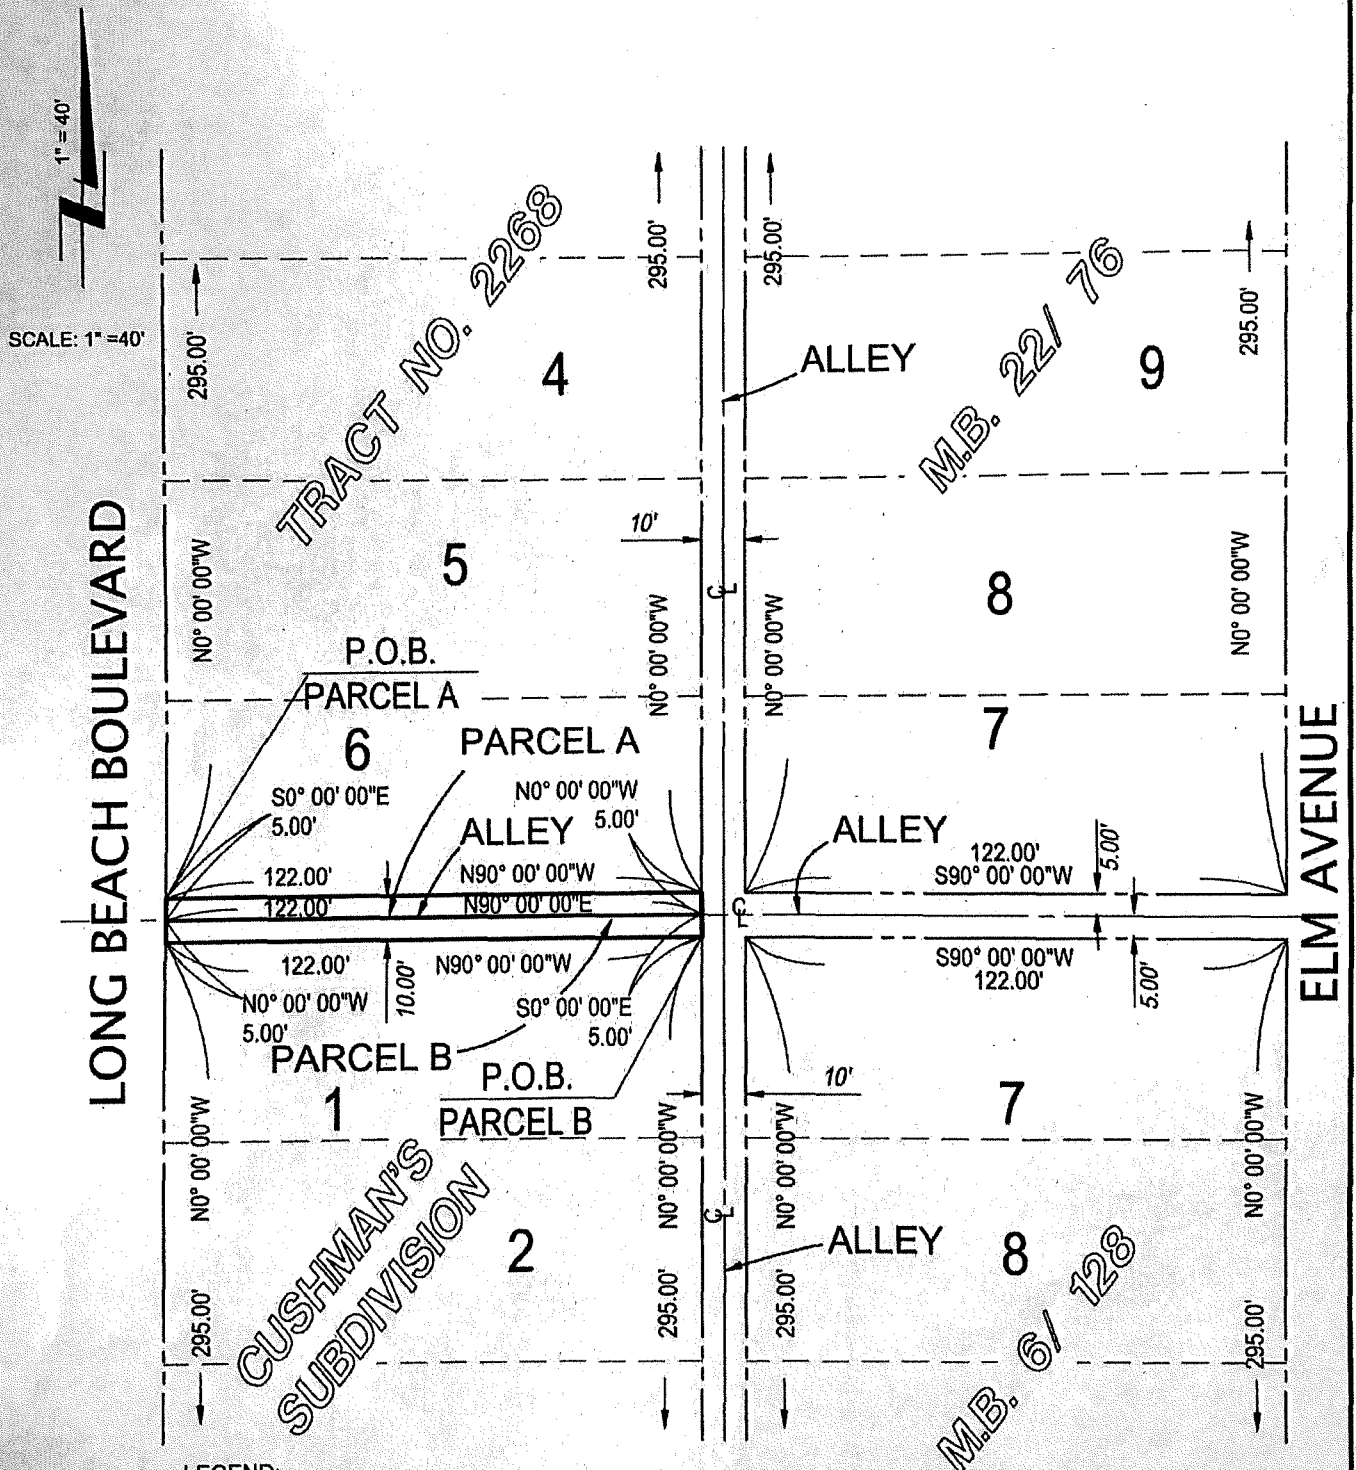 1" = 40'
SCALE: 1" =40'
LONG BEACH BOULEVARD
ELM AVENUE
TRACT NO. 2268
M.B. 22/ 76
295.00'
295.00'
295.00'
295.00'
4
ALLEY
9
10'
5
8
N0° 00' 00"W
N0° 00' 00"W
N0° 00' 00"W
N0° 00' 00"W
℄
P.O.B.
PARCEL A
6
PARCEL A
7
S0° 00' 00"E
5.00'
N0° 00' 00"W
5.00'
ALLEY
ALLEY
122.00'
N90° 00' 00"W
122.00'
S90° 00' 00"W
5.00'
122.00'
N90° 00' 00"E
℄
122.00'
N90° 00' 00"W
S90° 00' 00"W
122.00'
10.00'
5.00'
N0° 00' 00"W
5.00'
S0° 00' 00"E
5.00'
PARCEL B
P.O.B.
PARCEL B
10'
1
7
N0° 00' 00"W
N0° 00' 00"W
N0° 00' 00"W
N0° 00' 00"W
℄
CUSHMAN'S
SUBDIVISION
2
ALLEY
8
M.B. 6/ 128
295.00'
295.00'
295.00'
295.00'
LEGEND: